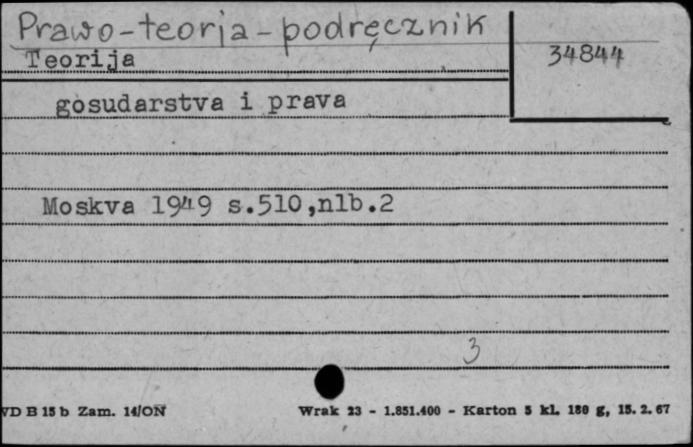 Prawo-teorja-podręcznik
34844
Teorija
gosudarstva i prava
Moskva 1949 s.510,nlb.2
3
VD B 15 b Zam. 14/ON Wrak 23 - 1.851.400 - Karton 5 kl. 180 g, 15. 2. 67